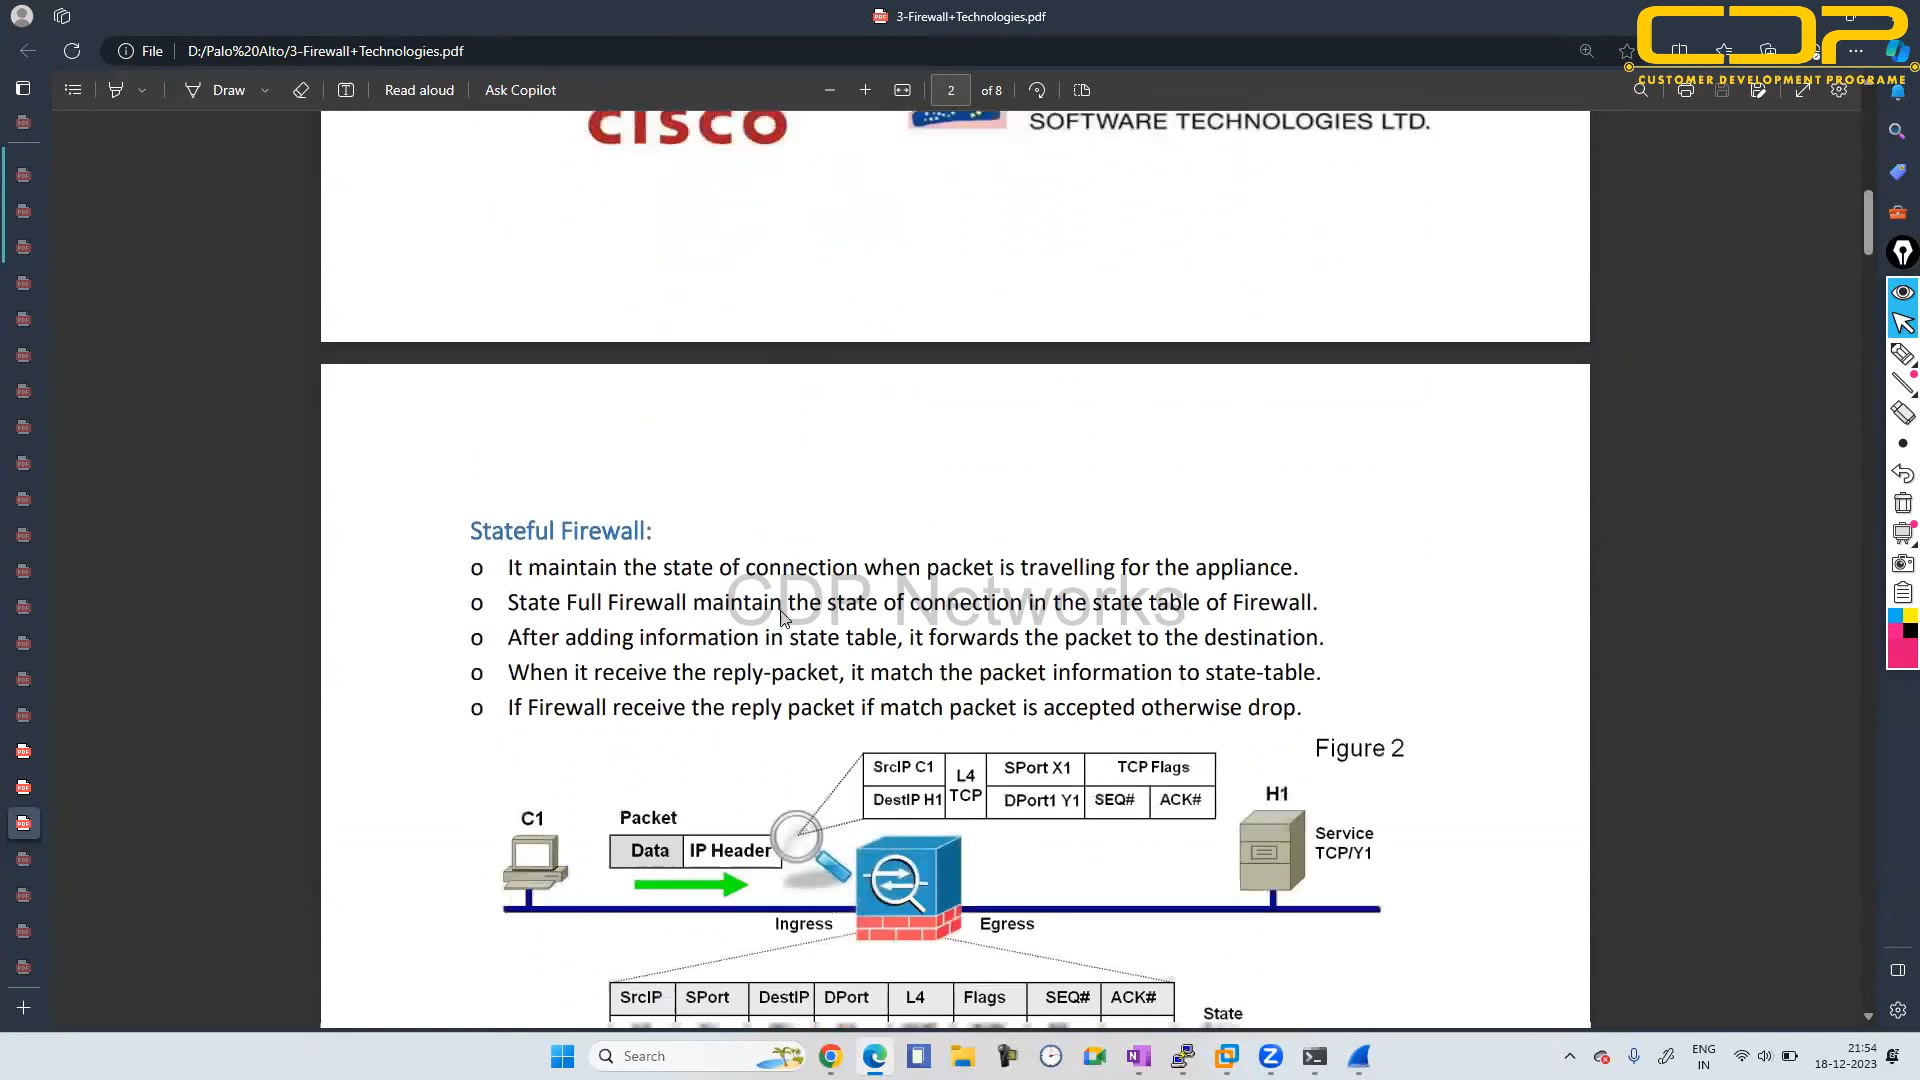 3-Firewall+Technologies.pdf
File
D:/Palo%20Alto/3-Firewall+Technologies.pdf
CDP
CUSTOMER DEVELOPMENT PROGRAME
Draw
Read aloud
Ask Copilot
2
of 8
CISCO
SOFTWARE TECHNOLOGIES LTD.
Stateful Firewall:
o It maintain the state of connection when packet is travelling for the appliance.
o State Full Firewall maintain the state of connection in the state table of Firewall.
CDP Networks
o After adding information in state table, it forwards the packet to the destination.
o When it receive the reply-packet, it match the packet information to state-table.
o If Firewall receive the reply packet if match packet is accepted otherwise drop.
Figure 2
SrcIP C1
L4 TCP
SPort X1
TCP Flags
DestIP H1
DPort1 Y1
SEQ#
ACK#
C1
Packet
Data
IP Header
H1
Service
TCP/Y1
Ingress
Egress
SrcIP SPort DestIP DPort L4 Flags SEQ# ACK#
State
Search
ENG
IN
21:54
18-12-2023